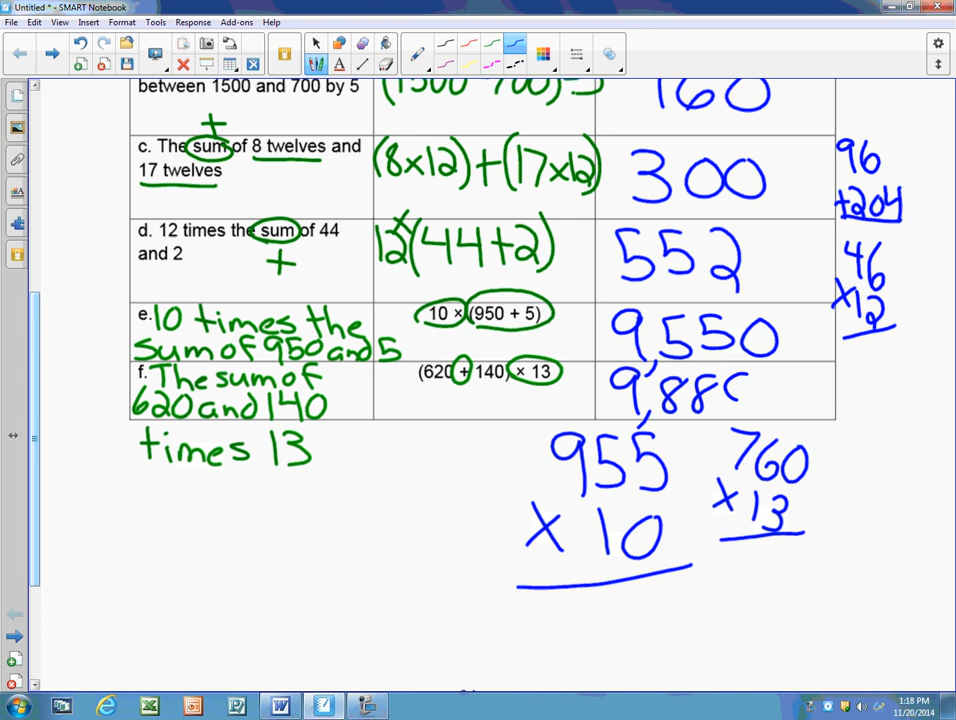 Untitled * - SMART Notebook
File Edit View Insert Format Tools Response Add-ons Help
between 1500 and 700 by 5
160
+
c. The sum of 8 twelves and
17 twelves
(8x12)+(17x12)
300
96
+204
d. 12 times the sum of 44
and 2
+
12x(44+2)
552
46
x12
e. 10 times the
sum of 950 and 5
10 × (950 + 5)
9,550
f. The sum of
620 and 140
times 13
(620 + 140) × 13
9,88
955
x 10
760
x 13
1:18 PM
11/20/2014